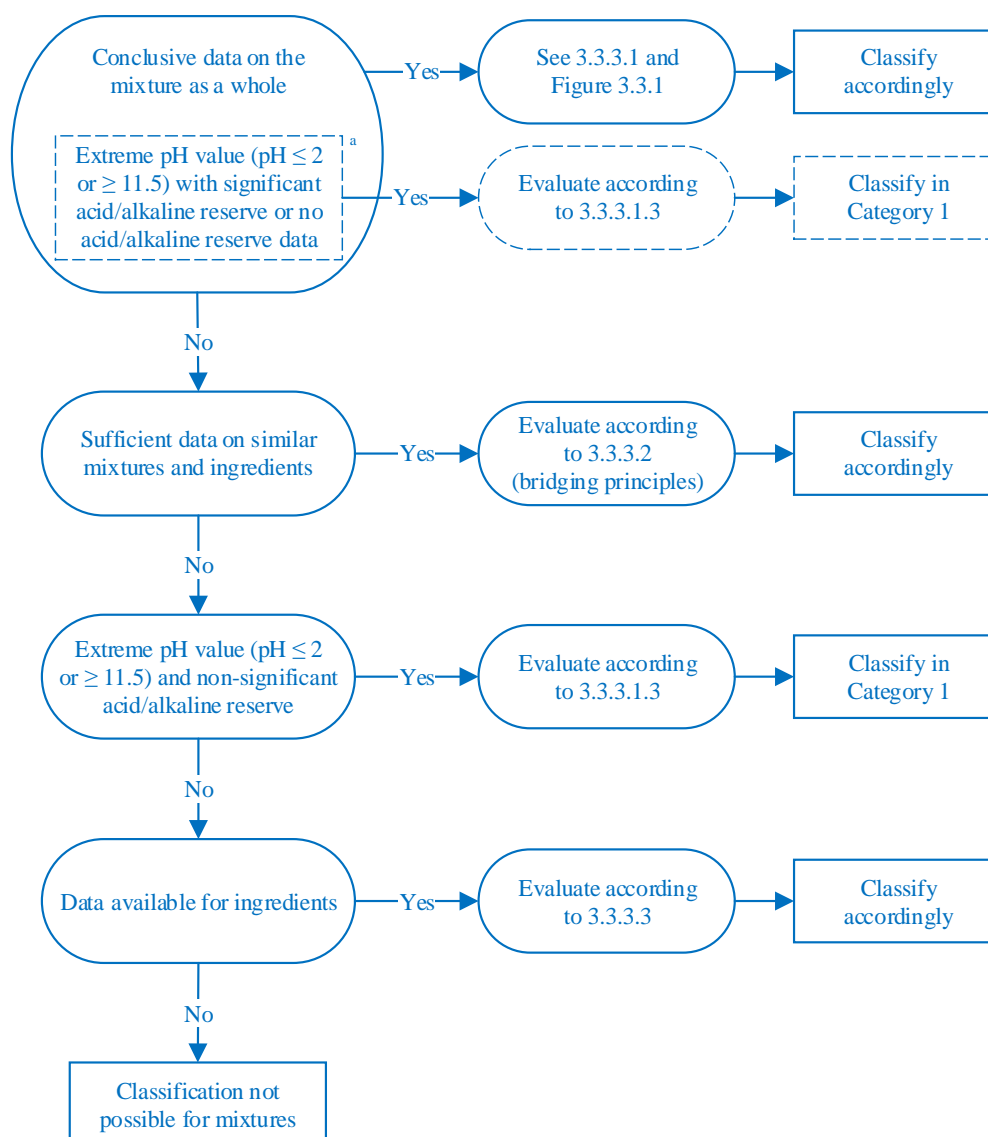 Conclusive data on the
mixture as a whole
Yes
See 3.3.3.1 and
Figure 3.3.1
Classify
accordingly
a
Extreme pH value (pH ≤ 2
or ≥ 11.5) with significant
acid/alkaline reserve or no
acid/alkaline reserve data
Yes
Evaluate according
to 3.3.3.1.3
Classify in
Category 1
No
Sufficient data on similar
mixtures and ingredients
Yes
Evaluate according
to 3.3.3.2
(bridging principles)
Classify
accordingly
No
Extreme pH value (pH ≤ 2
or ≥ 11.5) and non-significant
acid/alkaline reserve
Yes
Evaluate according
to 3.3.3.1.3
Classify in
Category 1
No
Data available for ingredients
Yes
Evaluate according
to 3.3.3.3
Classify
accordingly
No
Classification not
possible for mixtures